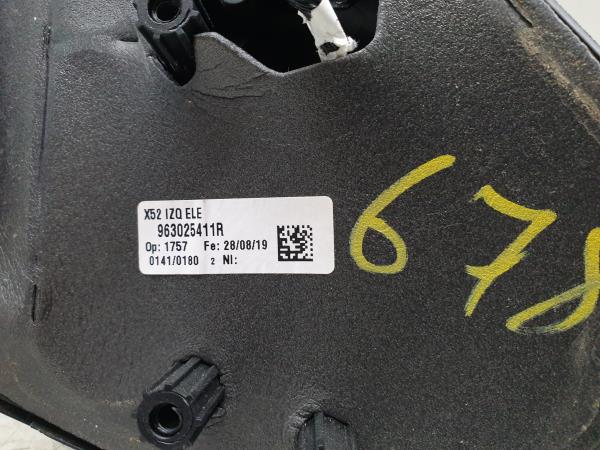 X52 IZQ ELE
963025411R
Op: 1757 Fe: 28/08/19
0141/0180 2 NI:
678